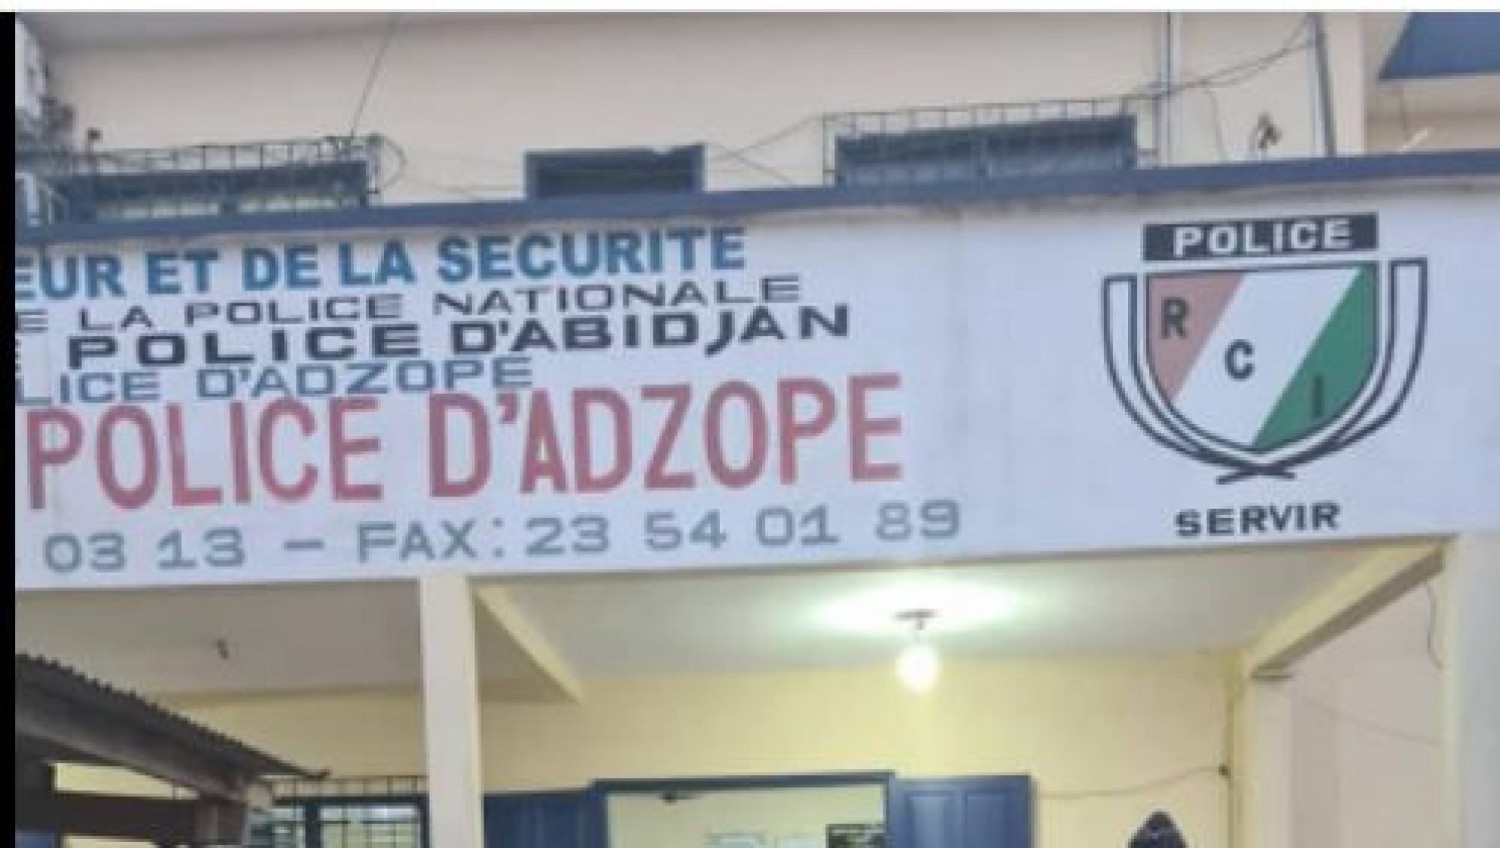 EUR ET DE LA SECURITE
E LA POLICE NATIONALE
POLICE D'ABIDJAN
LICE D'ADZOPE
POLICE D'ADZOPE
03 13 - FAX: 23 54 01 89
POLICE
R
C
I
SERVIR